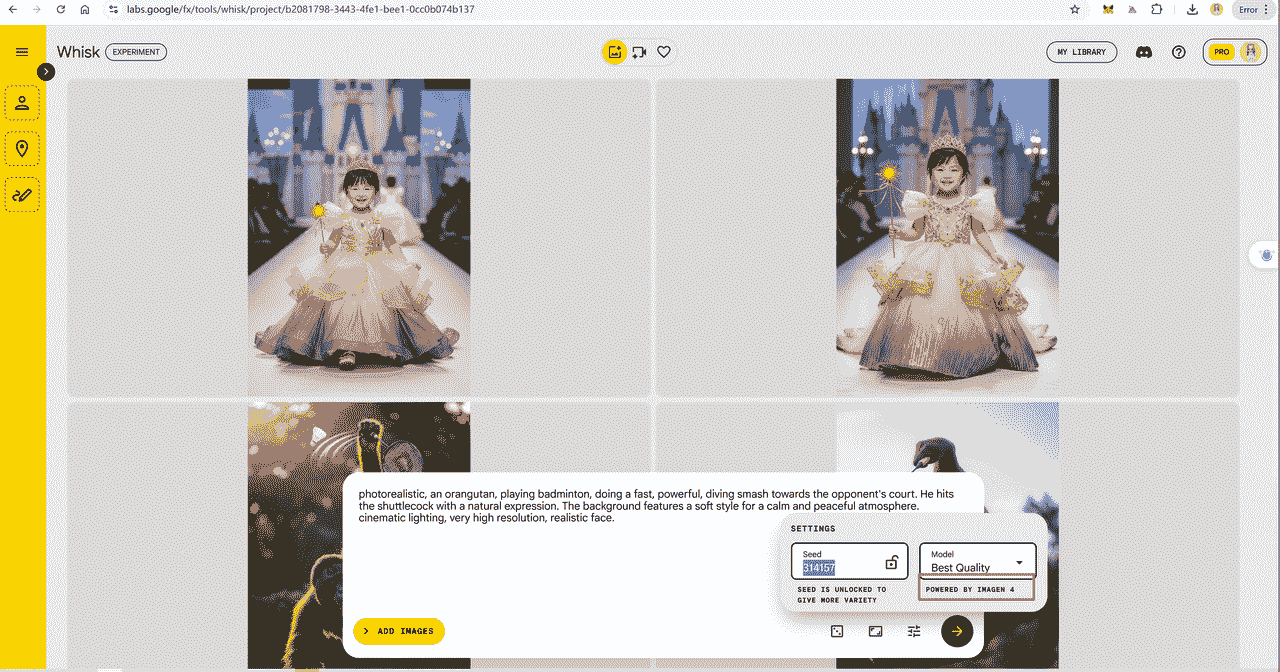 labs.google/fx/tools/whisk/project/b2081798-3443-4fe1-bee1-0cc0b074b137
Error
Whisk
EXPERIMENT
MY LIBRARY
PRO
photorealistic, an orangutan, playing badminton, doing a fast, powerful, diving smash towards the opponent's court. He hits
the shuttlecock with a natural expression. The background features a soft style for a calm and peaceful atmosphere.
cinematic lighting, very high resolution, realistic face.
SETTINGS
Seed
314157
Model
Best Quality
SEED IS UNLOCKED TO
GIVE MORE VARIETY
POWERED BY IMAGEN 4
ADD IMAGES